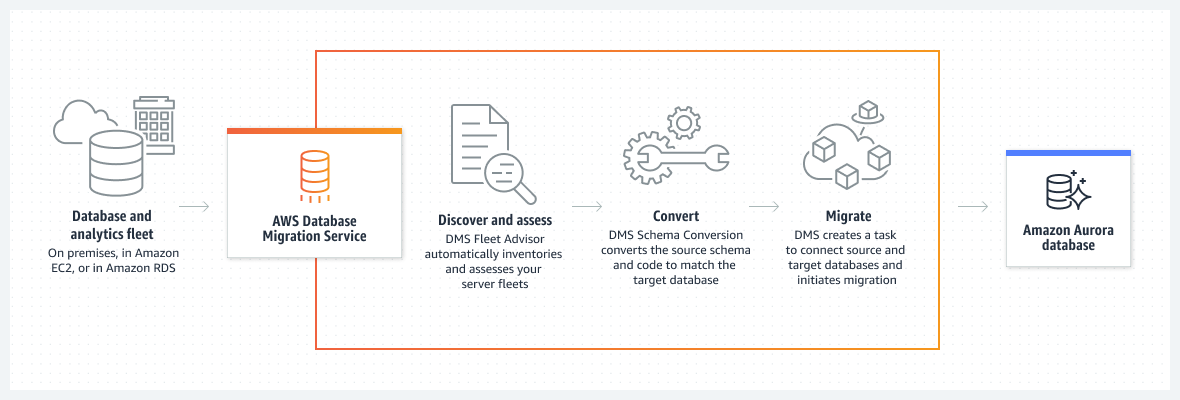 Database and
analytics fleet
On premises, in Amazon
EC2, or in Amazon RDS
AWS Database
Migration Service
Discover and assess
DMS Fleet Advisor
automatically inventories
and assesses your
server fleets
Convert
DMS Schema Conversion
converts the source schema
and code to match the
target database
Migrate
DMS creates a task
to connect source and
target databases and
initiates migration
Amazon Aurora
database